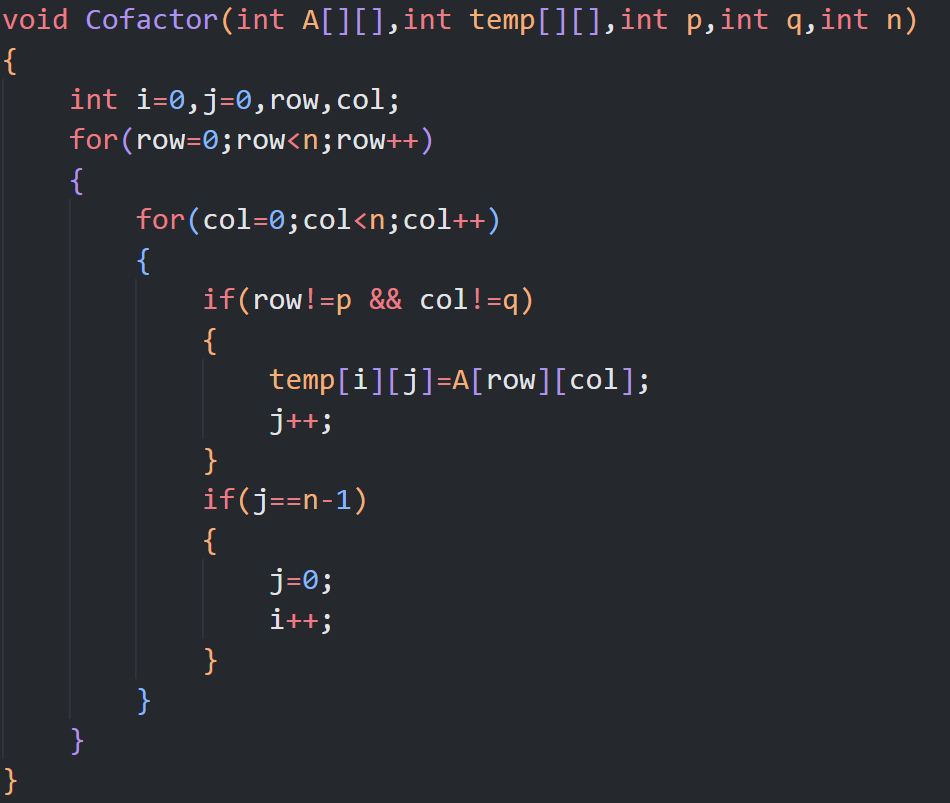 void Cofactor(int A[][],int temp[][],int p,int q,int n)
{
    int i=0,j=0,row,col;
    for(row=0;row<n;row++)
    {
        for(col=0;col<n;col++)
        {
            if(row!=p && col!=q)
            {
                temp[i][j]=A[row][col];
                j++;
            }
            if(j==n-1)
            {
                j=0;
                i++;
            }
        }
    }
}